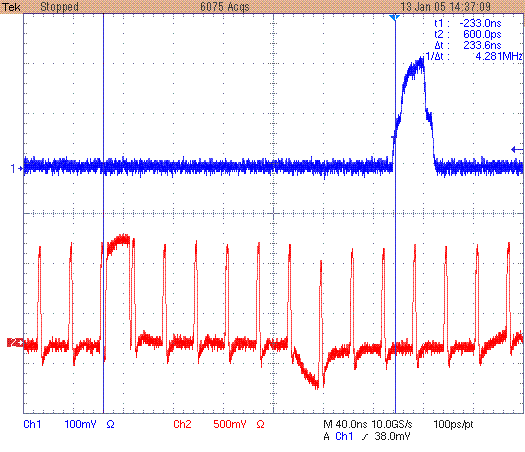 Tek Stopped 6075 Acqs 13 Jan 05 14:37:09
t1 : -233.0ns
t2 : 600.0ps
Δt : 233.6ns
1/Δt : 4.281MHz
1
Ch1 100mV Ω Ch2 500mV Ω M 40.0ns 10.0GS/s 100ps/pt
A Ch1 ∕ 38.0mV